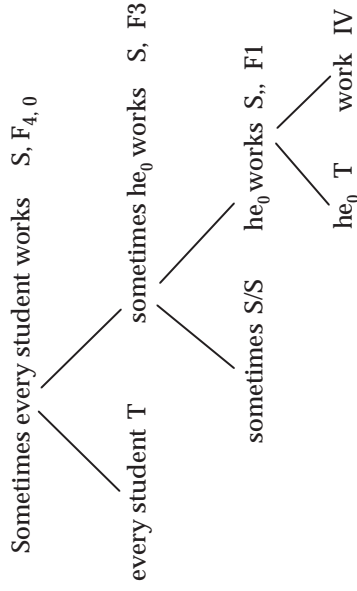 Sometimes every student works S, F4, 0
every student T
sometimes he0 works S, F3
sometimes S/S
he0 works S,, F1
he0 T
work IV